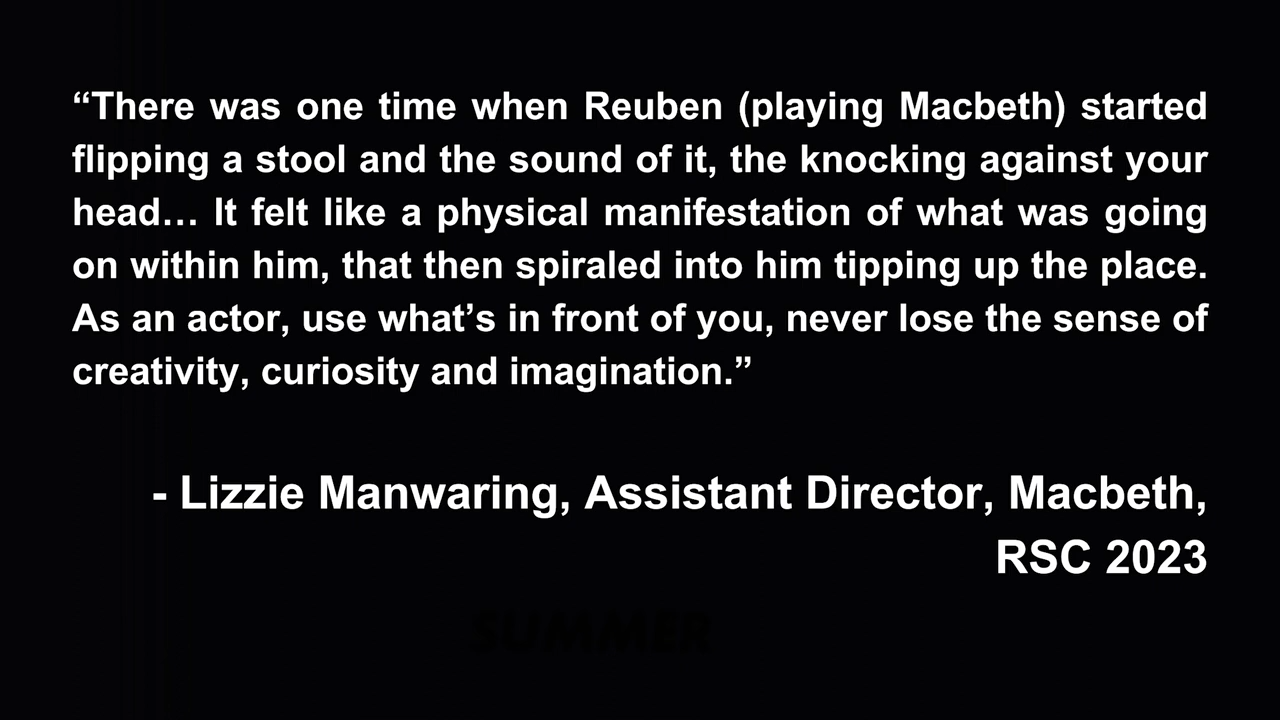 “There was one time when Reuben (playing Macbeth) started
flipping a stool and the sound of it, the knocking against your
head… It felt like a physical manifestation of what was going
on within him, that then spiraled into him tipping up the place.
As an actor, use what’s in front of you, never lose the sense of
creativity, curiosity and imagination.”
- Lizzie Manwaring, Assistant Director, Macbeth,
RSC 2023
SUMMER